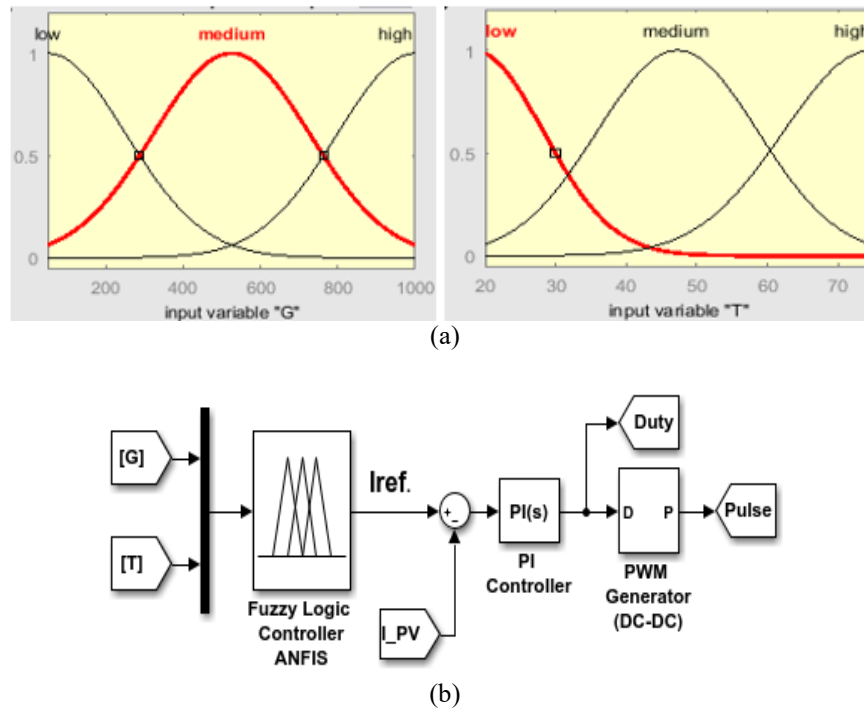 low medium high
1
0.5
0
200 400 600 800 1000
input variable "G"
low medium high
1
0.5
0
20 30 40 50 60 70
input variable "T"
(a)
[G]
[T]
Fuzzy Logic
Controller
ANFIS
Iref.
I_PV
+
-
PI(s)
PI
Controller
Duty
D P
PWM
Generator
(DC-DC)
Pulse
(b)